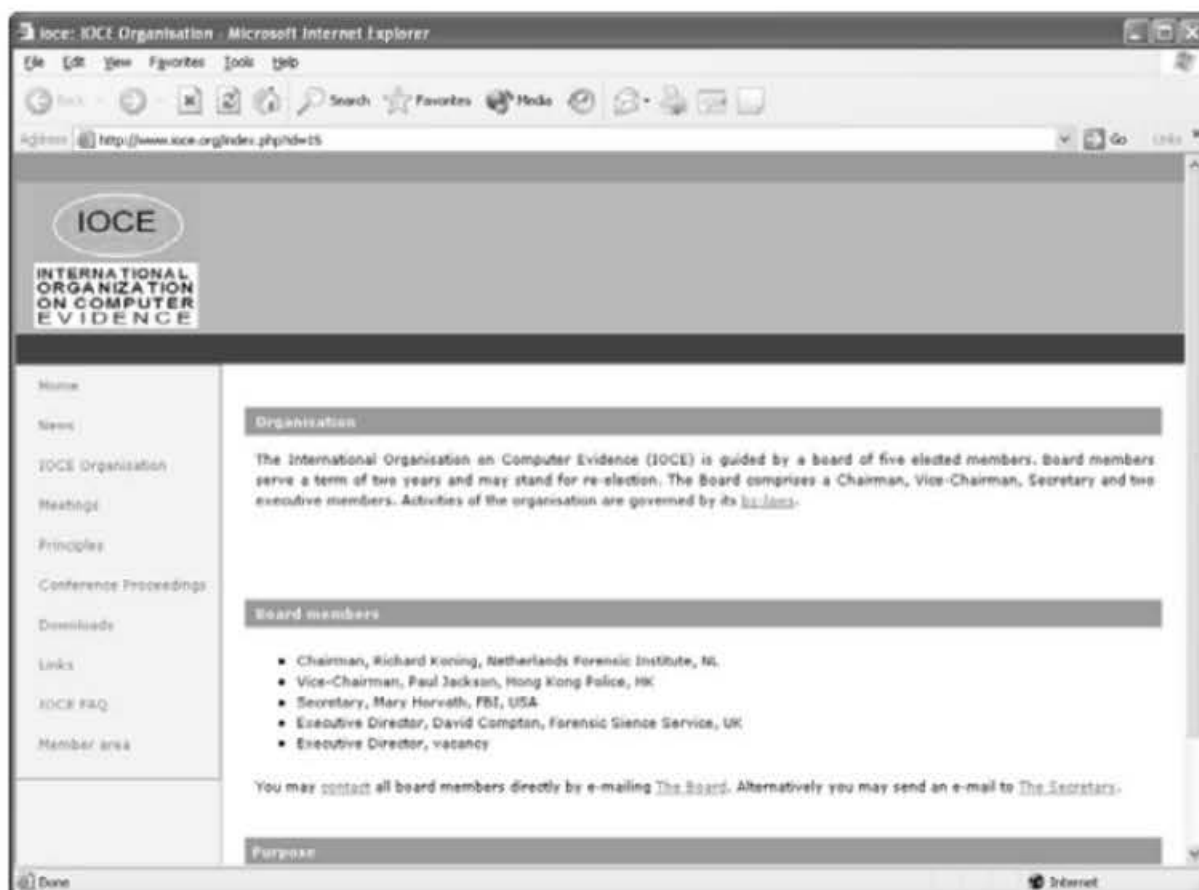 ioce: IOCE Organisation - Microsoft Internet Explorer
File Edit View Favorites Tools Help
Back Search Favorites Media
Address http://www.ioce.org/index.php?id=15 Go Links
IOCE
INTERNATIONAL
ORGANIZATION
ON COMPUTER
EVIDENCE
Home
News
IOCE Organisation
Meetings
Principles
Conference Proceedings
Downloads
Links
IOCE FAQ
Member area
Organisation
The International Organisation on Computer Evidence (IOCE) is guided by a board of five elected members. Board members
serve a term of two years and may stand for re-election. The Board comprises a Chairman, Vice-Chairman, Secretary and two
executive members. Activities of the organisation are governed by its by-laws.
Board members
• Chairman, Richard Koning, Netherlands Forensic Institute, NL
• Vice-Chairman, Paul Jackson, Hong Kong Police, HK
• Secretary, Mary Horvath, FBI, USA
• Executive Director, David Compton, Forensic Sience Service, UK
• Executive Director, vacancy
You may contact all board members directly by e-mailing The Board. Alternatively you may send an e-mail to The Secretary.
Purpose
Done Internet